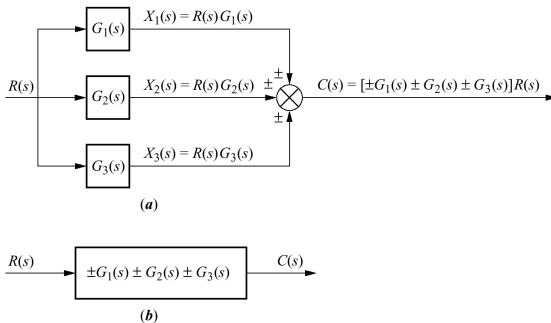 G₁(s) X₁(s) = R(s)G₁(s)
±
R(s) G₂(s) X₂(s) = R(s)G₂(s) ± C(s) = [±G₁(s) ± G₂(s) ± G₃(s)]R(s)
±
G₃(s) X₃(s) = R(s)G₃(s)
(a)
R(s) ±G₁(s) ± G₂(s) ± G₃(s) C(s)
(b)